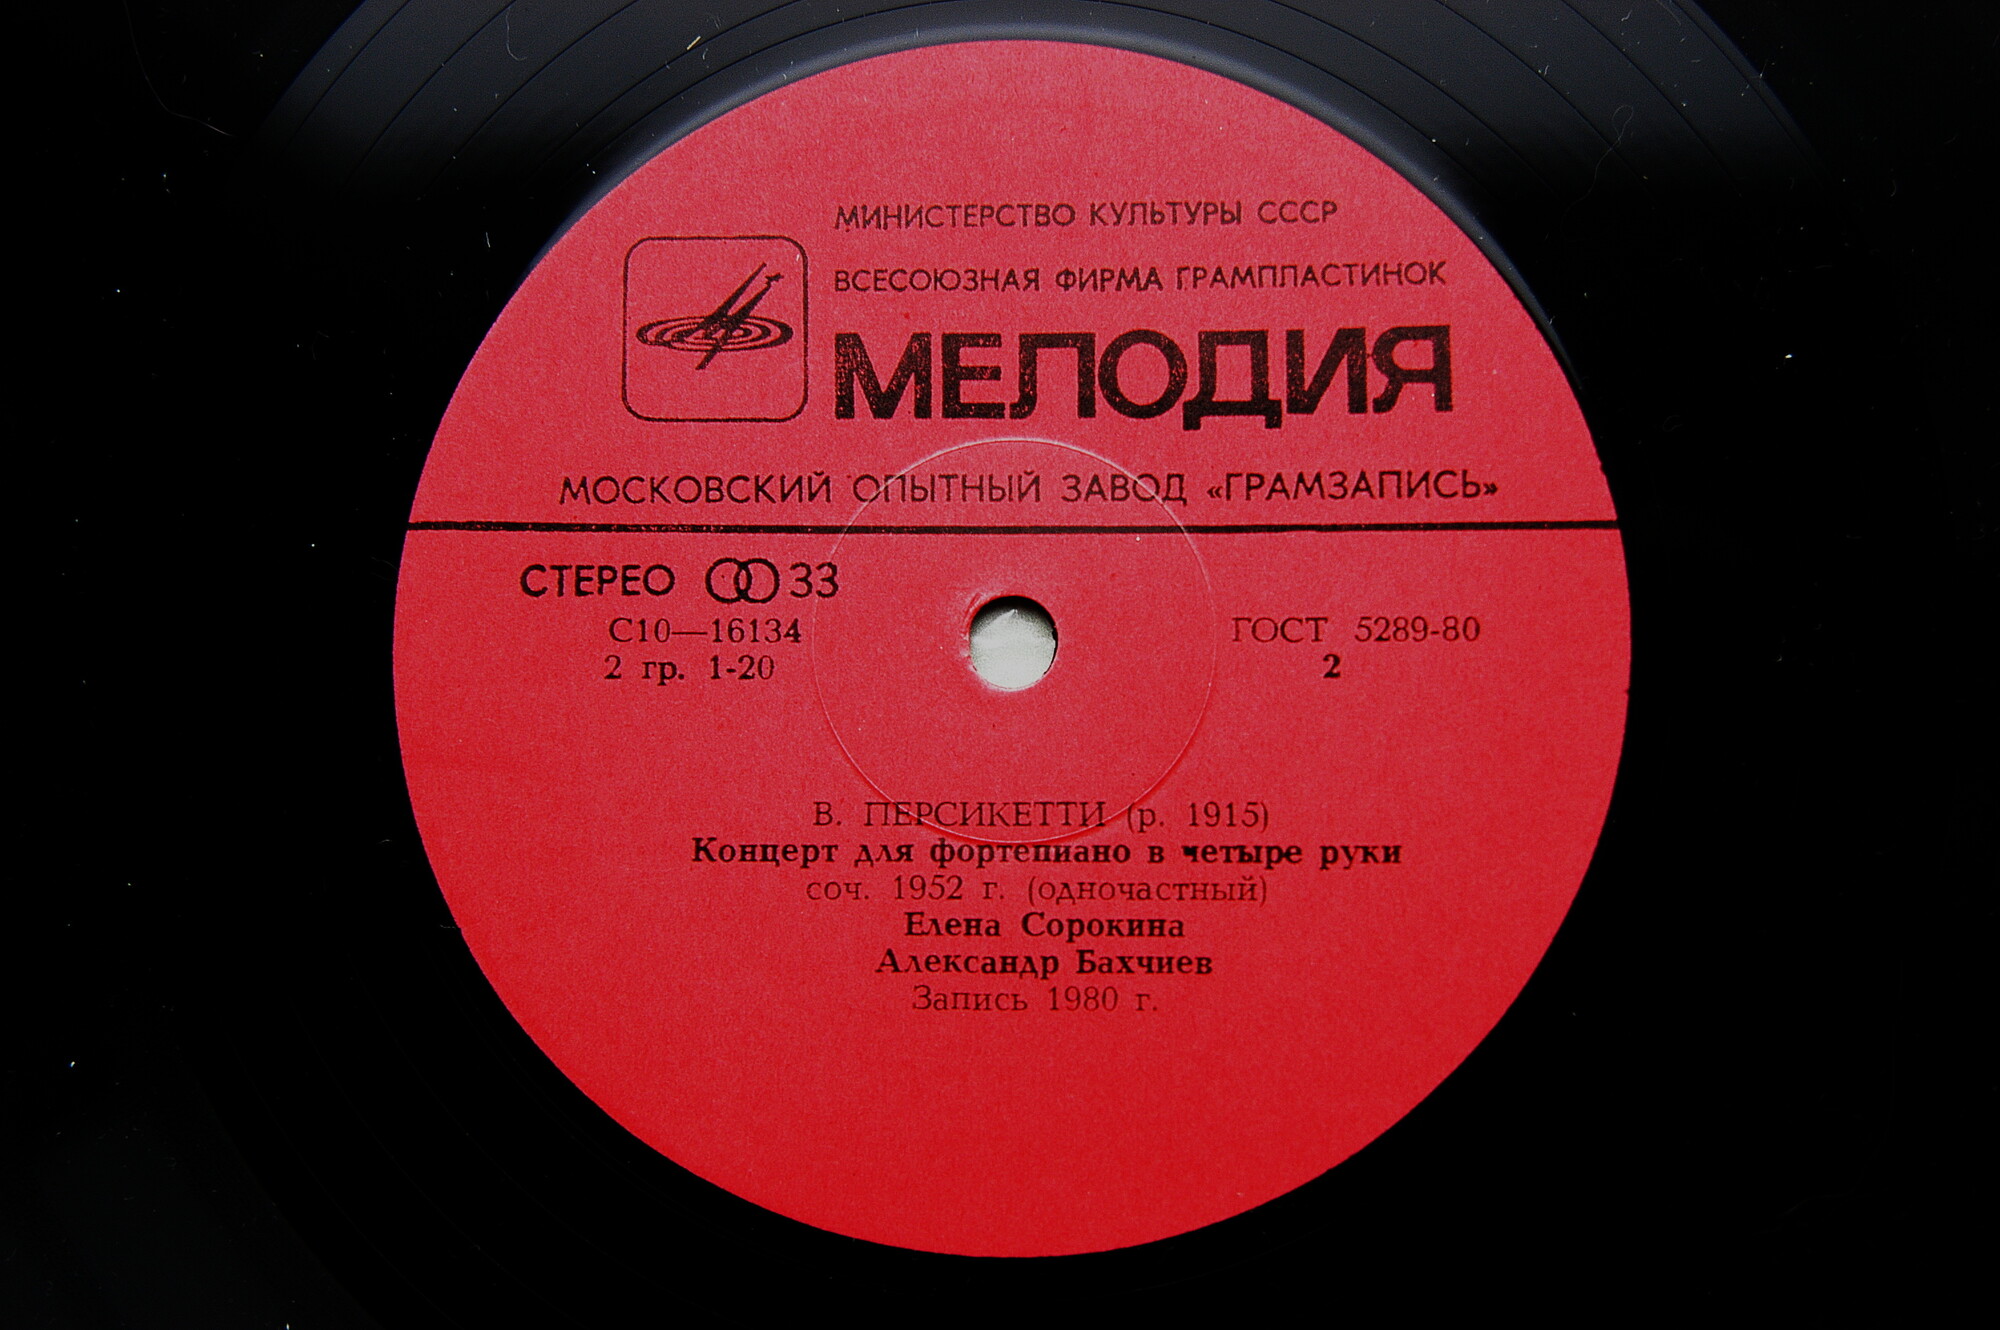 МИНИСТЕРСТВО КУЛЬТУРЫ СССР
ВСЕСОЮЗНАЯ ФИРМА ГРАМПЛАСТИНОК
МЕЛОДИЯ
МОСКОВСКИЙ ОПЫТНЫЙ ЗАВОД «ГРАМЗАПИСЬ»
СТЕРЕО 33
С10—16134
2 гр. 1-20
ГОСТ 5289-80
2
В. ПЕРСИКЕТТИ (р. 1915)
Концерт для фортепиано в четыре руки
соч. 1952 г. (одночастный)
Елена Сорокина
Александр Бахчиев
Запись 1980 г.